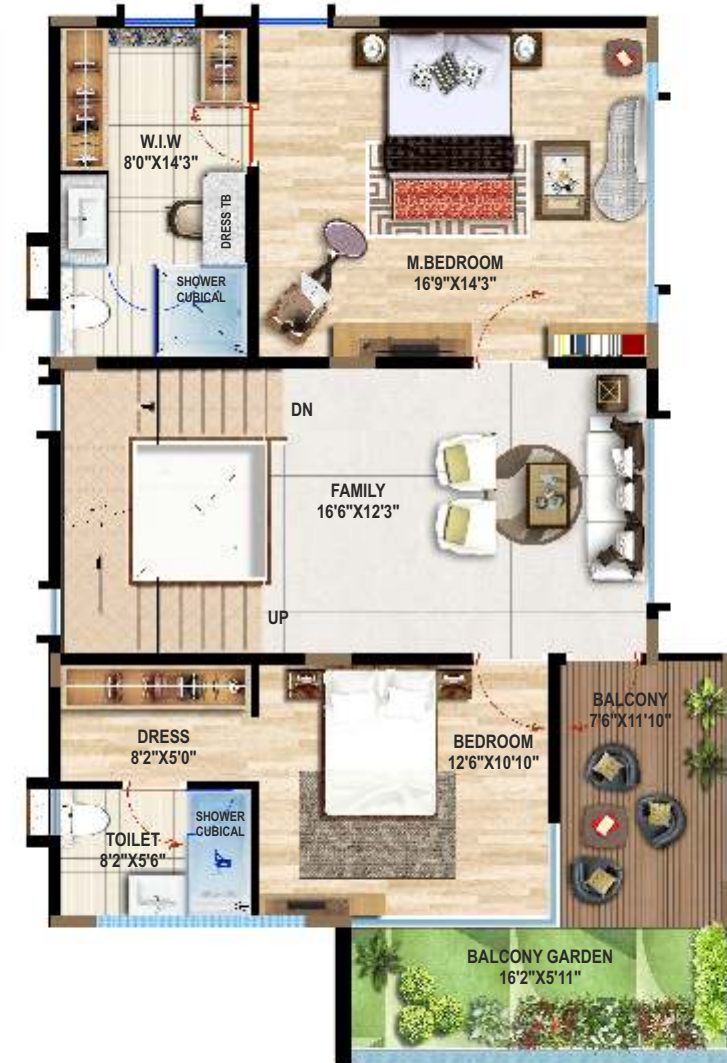 W.I.W
8'0"X14'3"
DRESS TB
SHOWER
CUBICAL
M.BEDROOM
16'9"X14'3"
DN
FAMILY
16'6"X12'3"
UP
DRESS
8'2"X5'0"
BEDROOM
12'6"X10'10"
BALCONY
7'6"X11'10"
SHOWER
CUBICAL
TOILET
8'2"X5'6"
BALCONY GARDEN
16'2"X5'11"